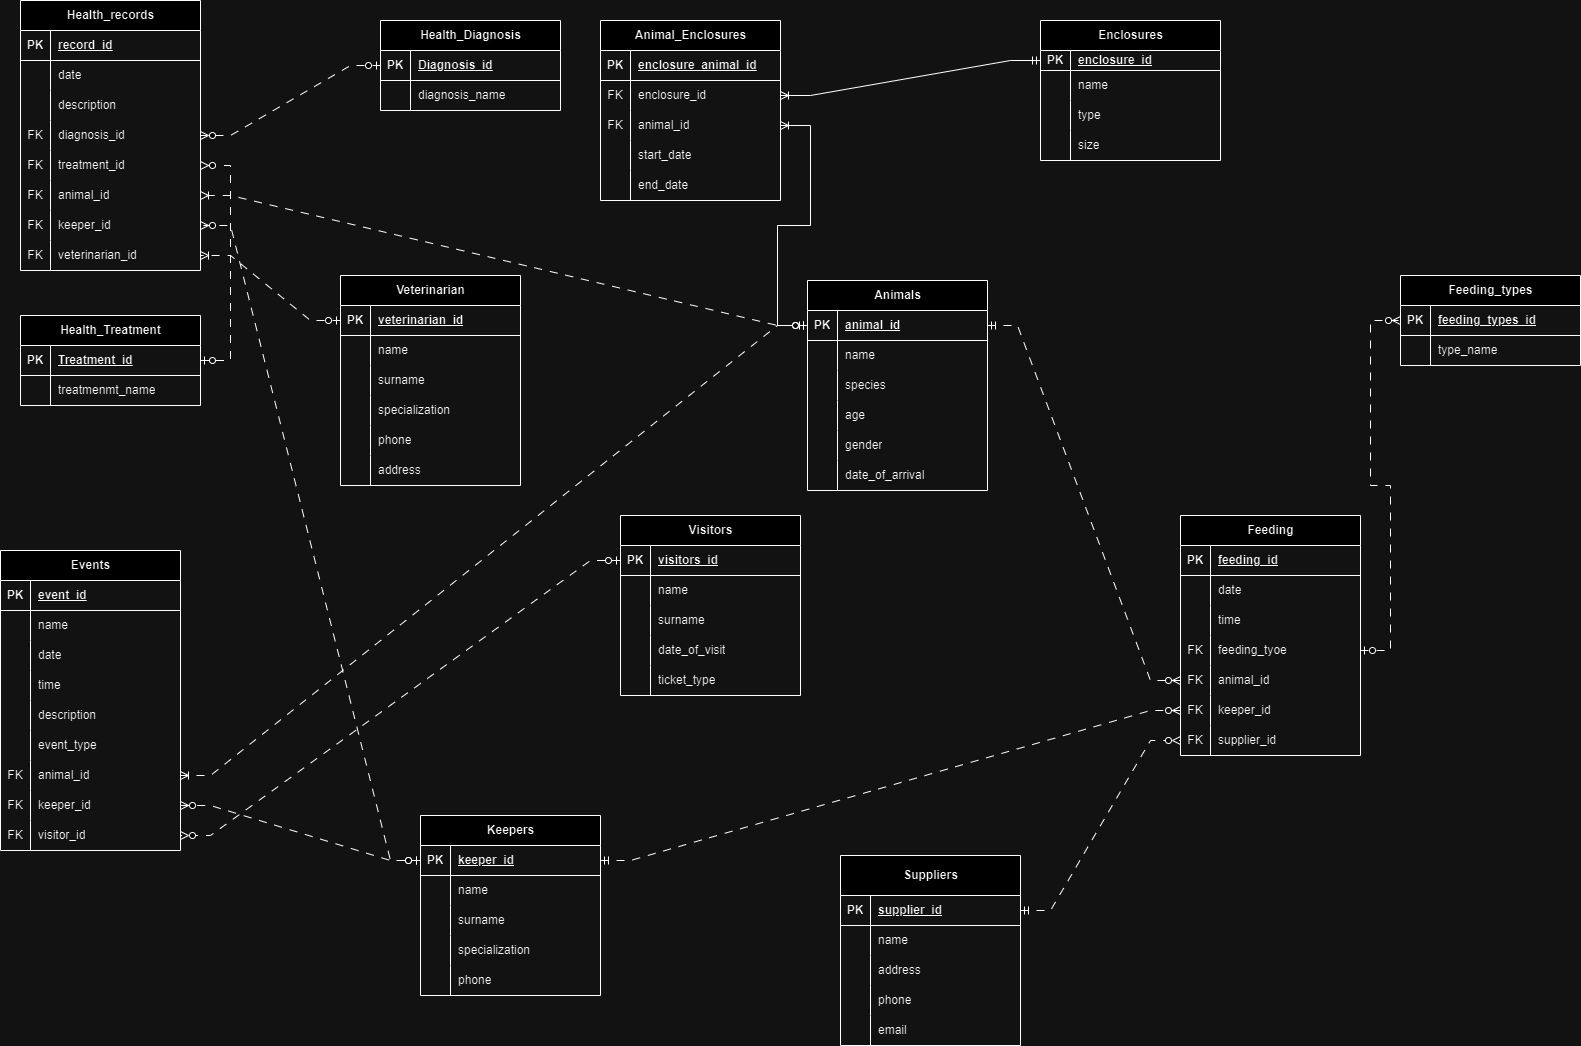 Health_records
PK record_id
date
description
FK diagnosis_id
FK treatment_id
FK animal_id
FK keeper_id
FK veterinarian_id
Health_Diagnosis
PK Diagnosis_id
diagnosis_name
Animal_Enclosures
PK enclosure_animal_id
FK enclosure_id
FK animal_id
start_date
end_date
Enclosures
PK enclosure_id
name
type
size
Health_Treatment
PK Treatment_id
treatmenmt_name
Veterinarian
PK veterinarian_id
name
surname
specialization
phone
address
Animals
PK animal_id
name
species
age
gender
date_of_arrival
Feeding_types
PK feeding_types_id
type_name
Events
PK event_id
name
date
time
description
event_type
FK animal_id
FK keeper_id
FK visitor_id
Visitors
PK visitors_id
name
surname
date_of_visit
ticket_type
Feeding
PK feeding_id
date
time
FK feeding_tyoe
FK animal_id
FK keeper_id
FK supplier_id
Keepers
PK keeper_id
name
surname
specialization
phone
Suppliers
PK supplier_id
name
address
phone
email